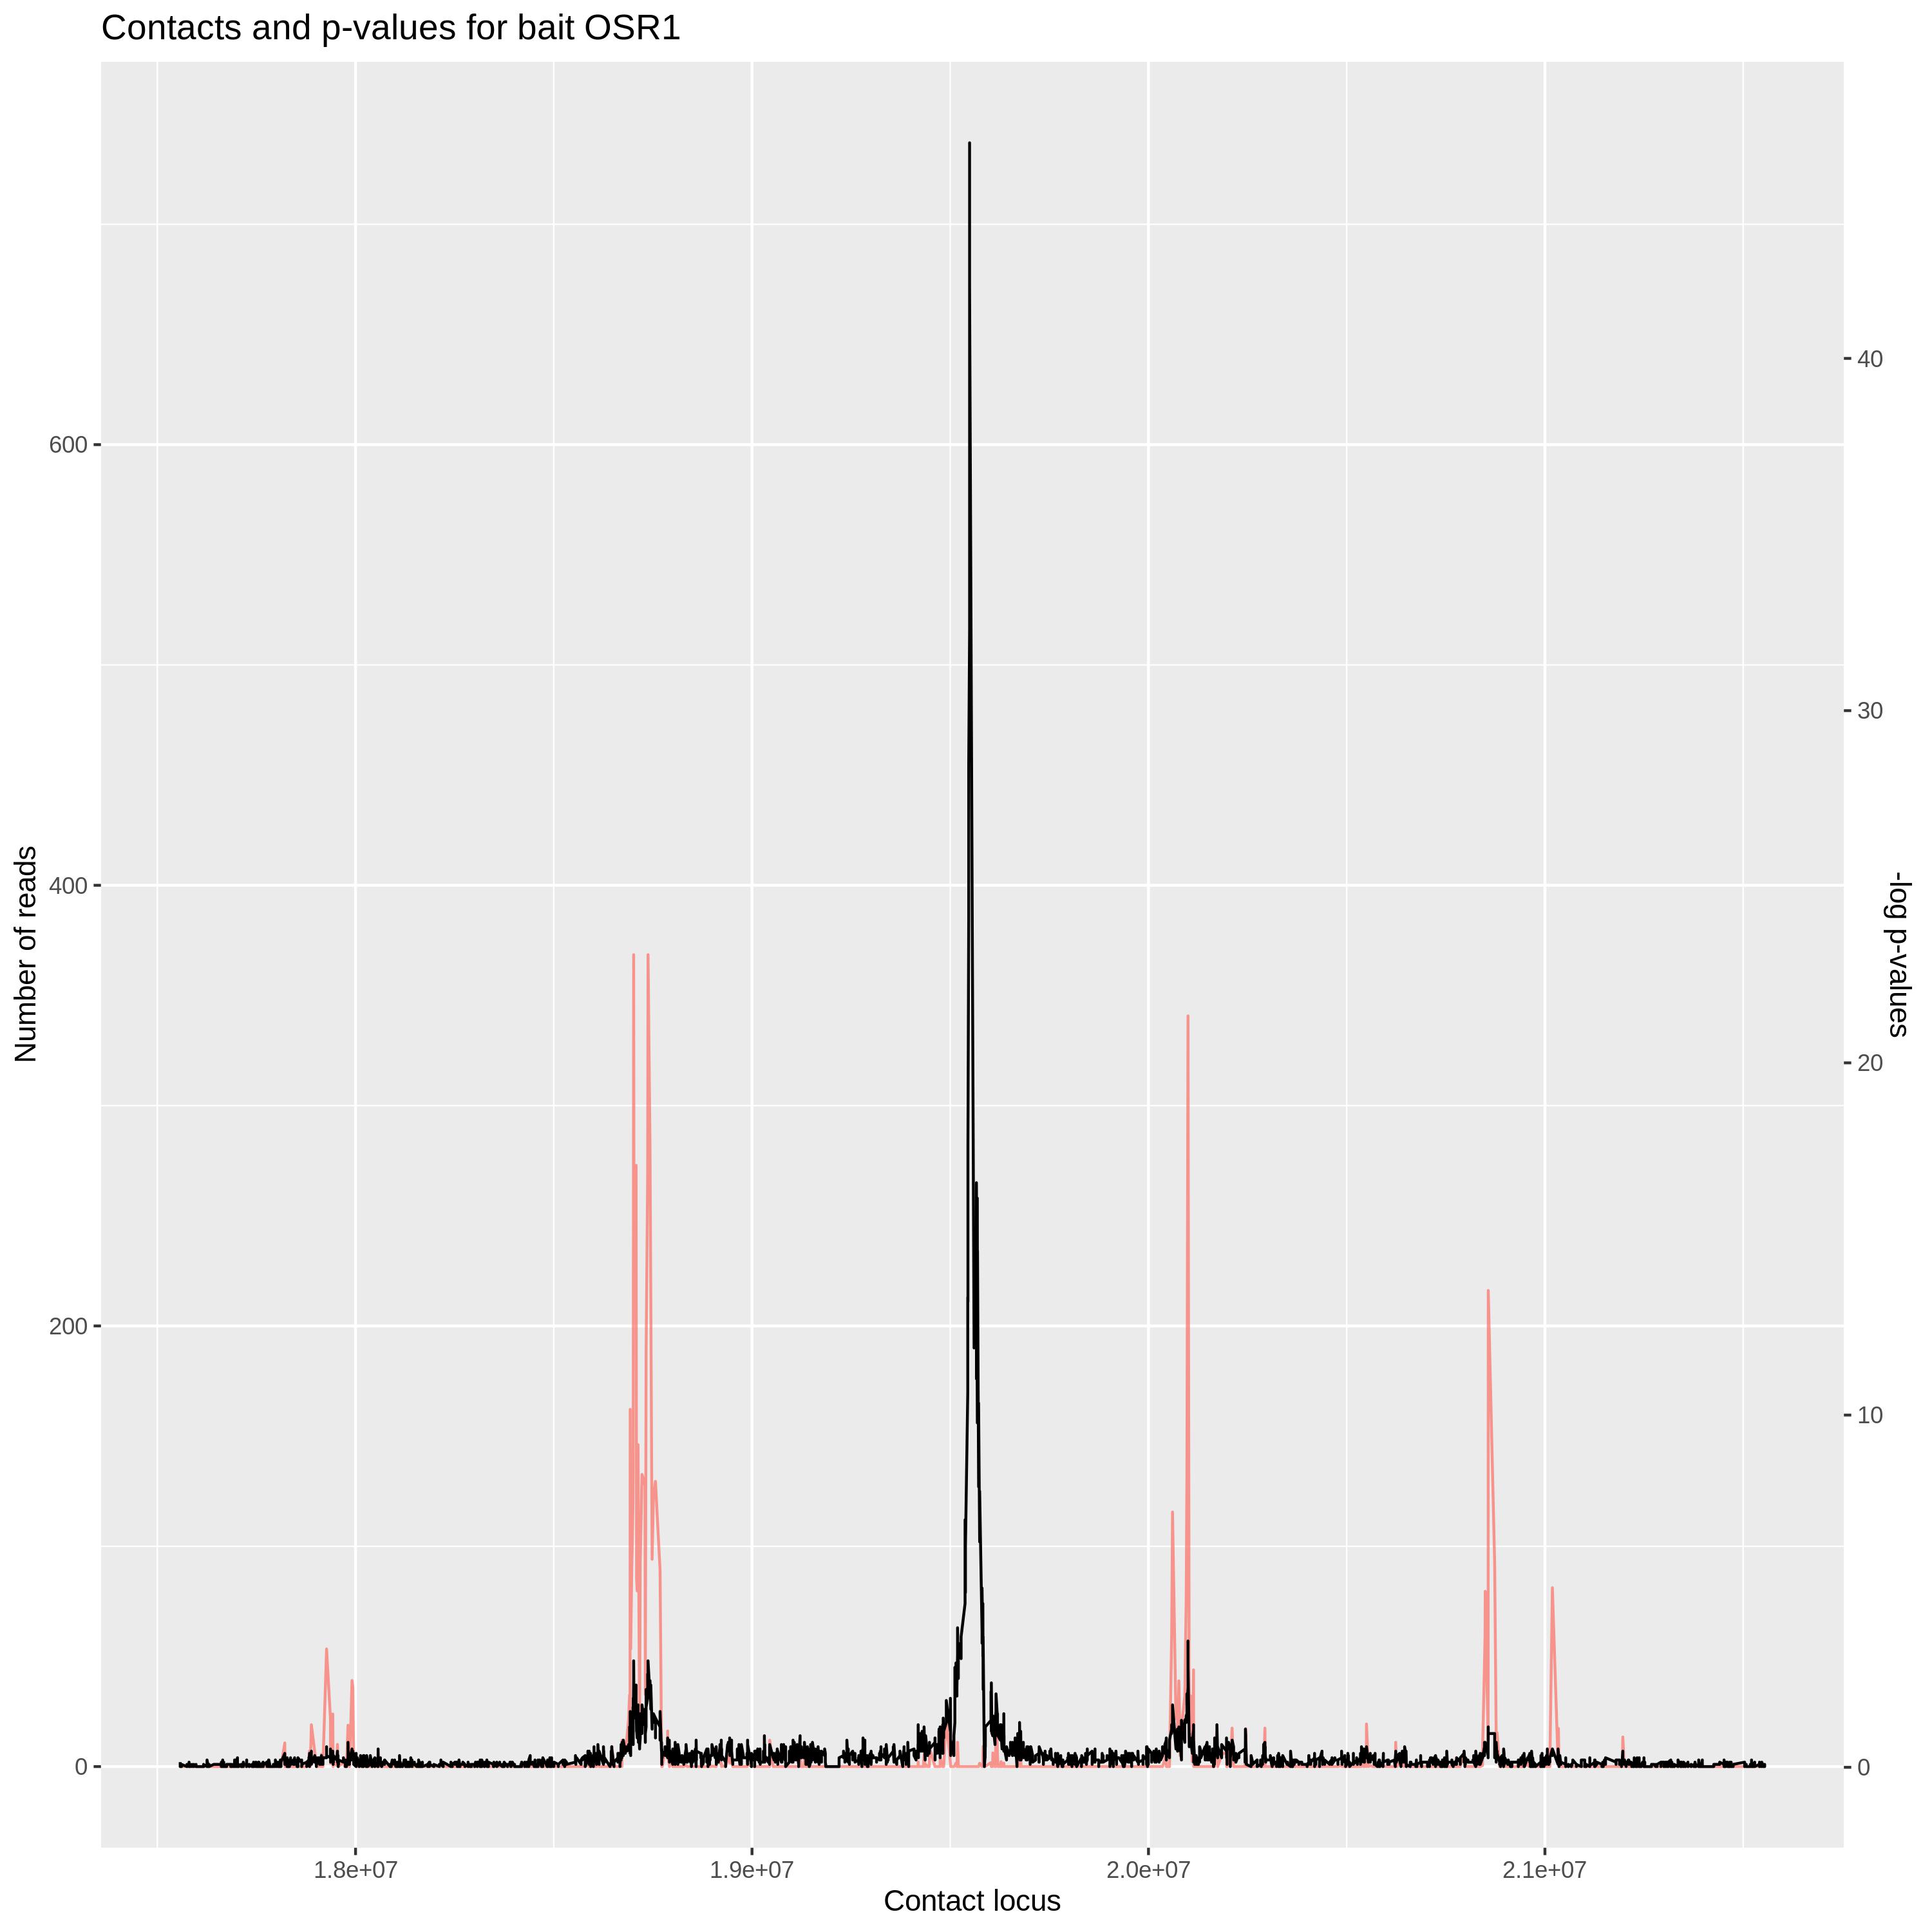 Contacts and p-values for bait OSR1
600
400
200
0
Number of reads
40
30
20
10
0
-log p-values
1.8e+07
1.9e+07
2.0e+07
2.1e+07
Contact locus